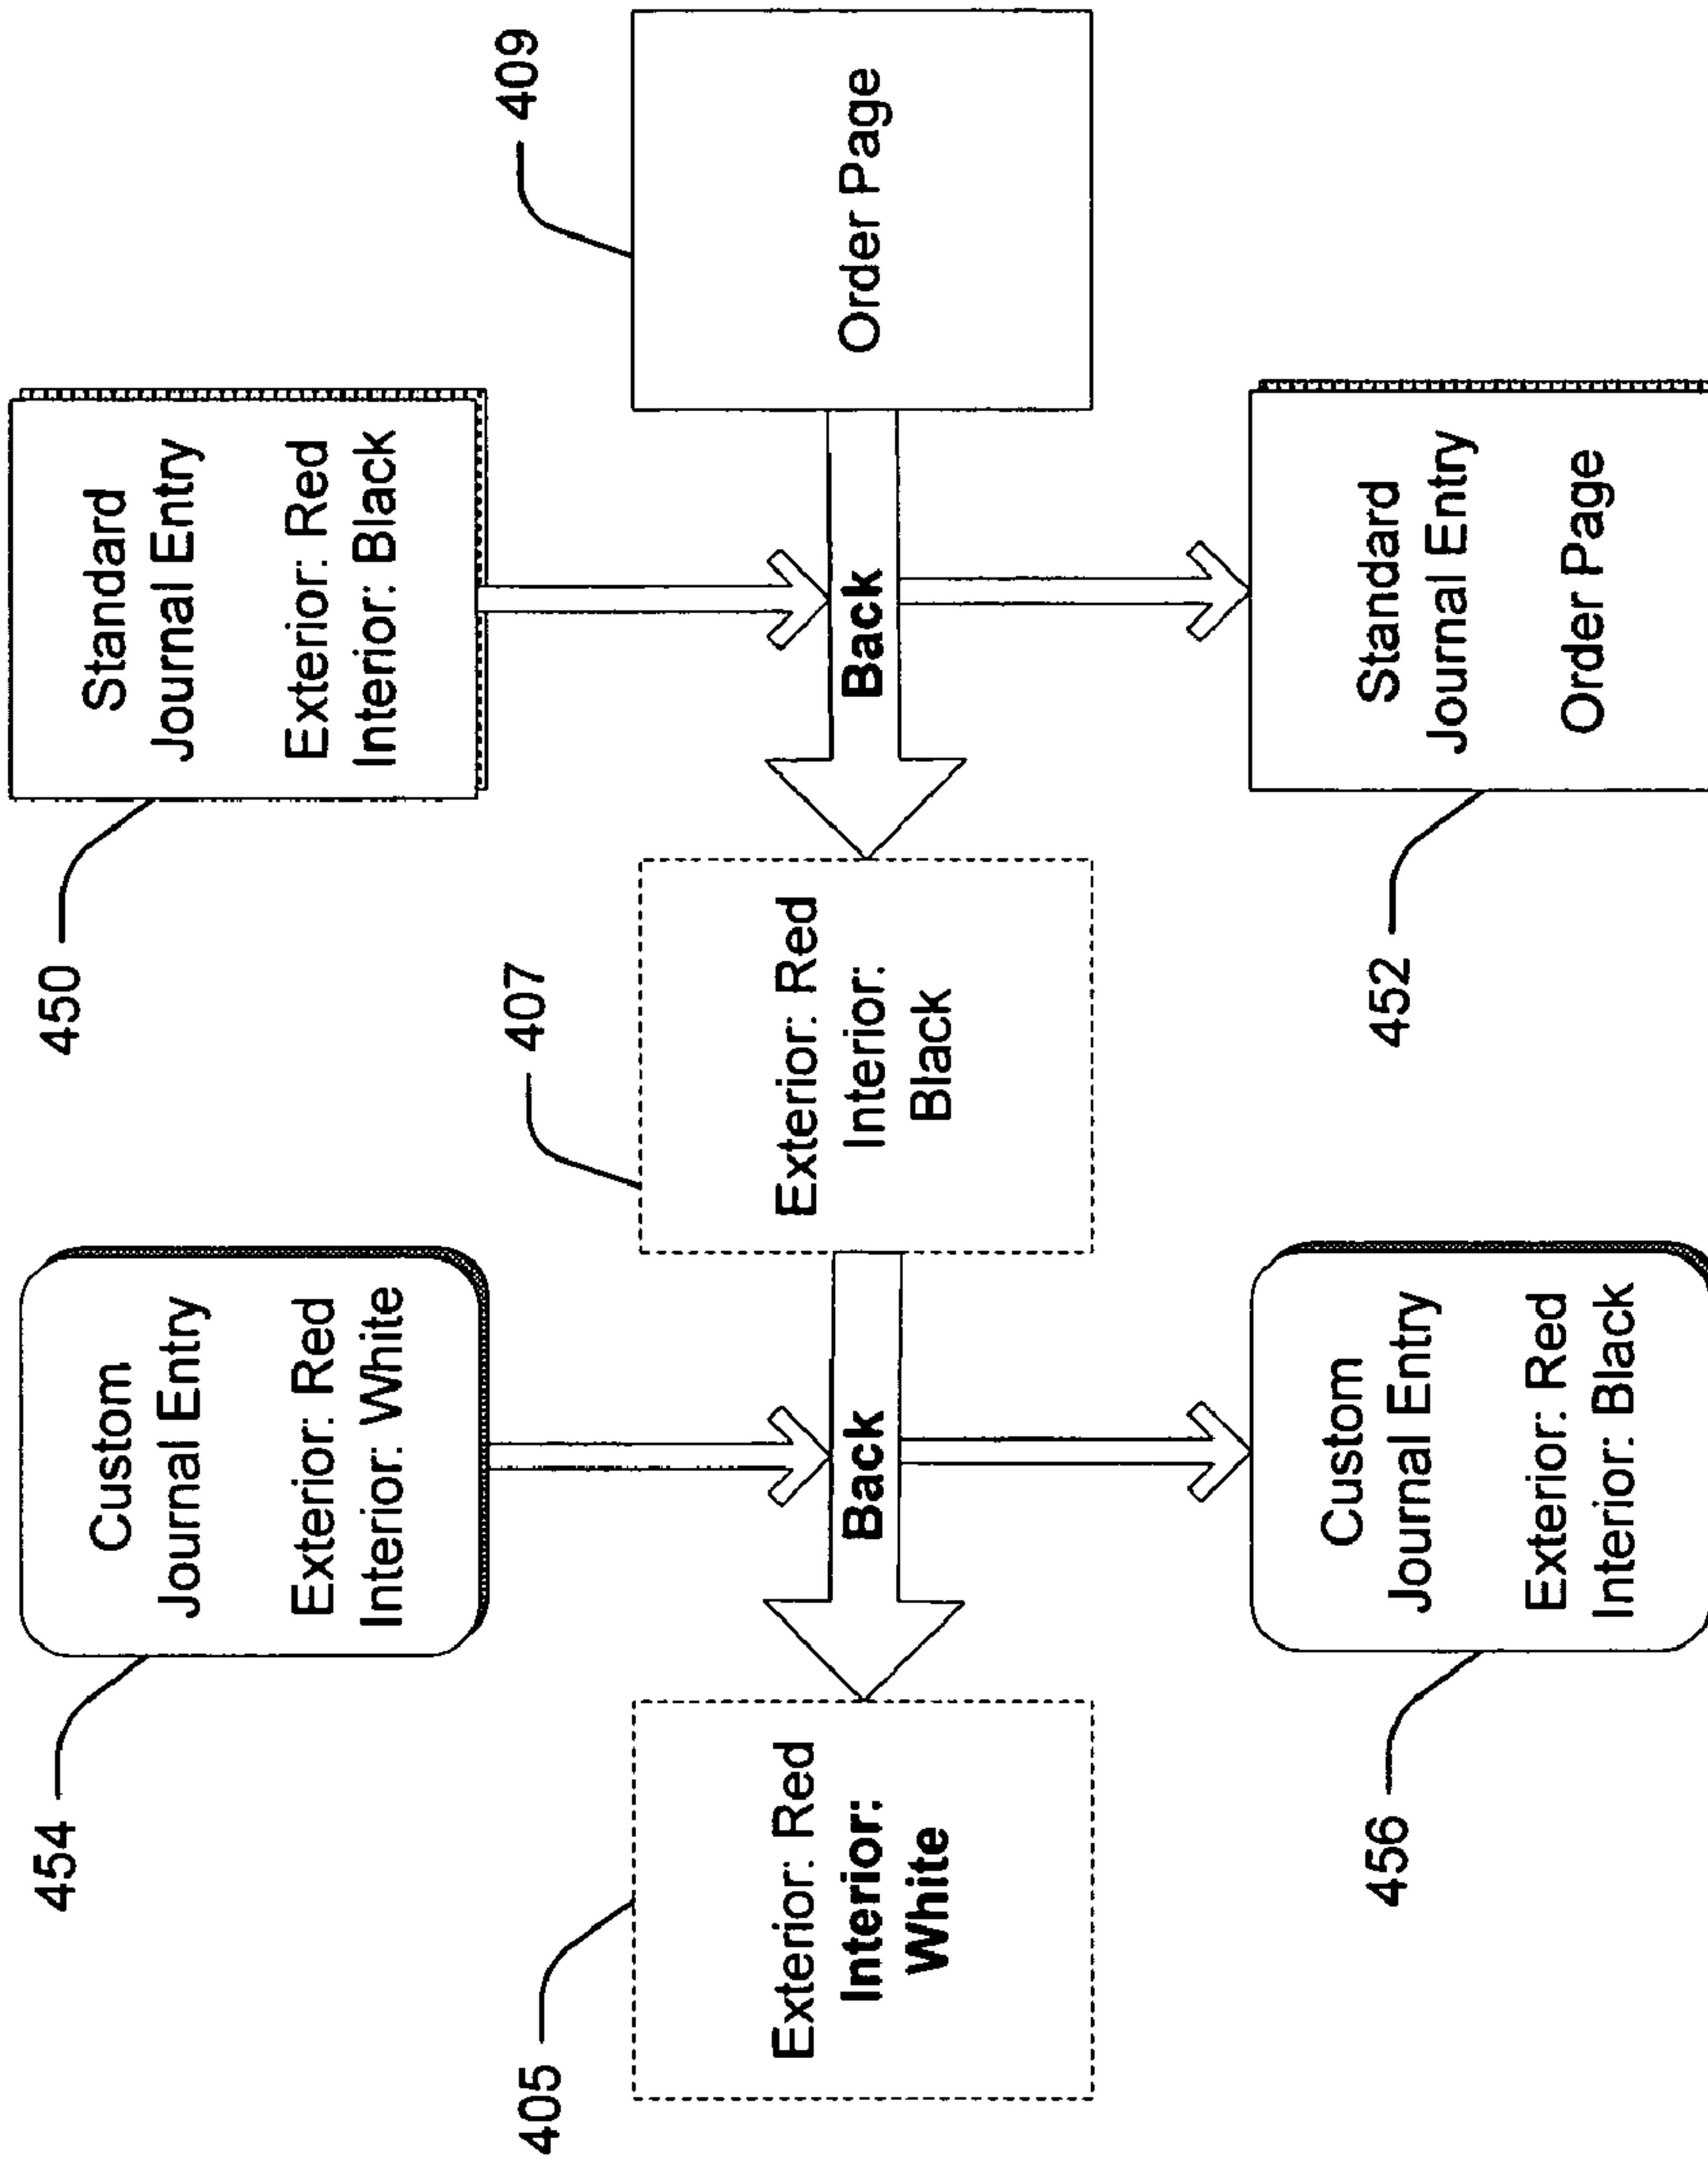 454
Custom
Journal Entry
Exterior: Red
Interior: White
450
Standard
Journal Entry
Exterior: Red
Interior: Black
405
Exterior: Red
Interior:
White
Back
407
Exterior: Red
Interior:
Black
Back
409
Order Page
456
Custom
Journal Entry
Exterior: Red
Interior: Black
452
Standard
Journal Entry
Order Page